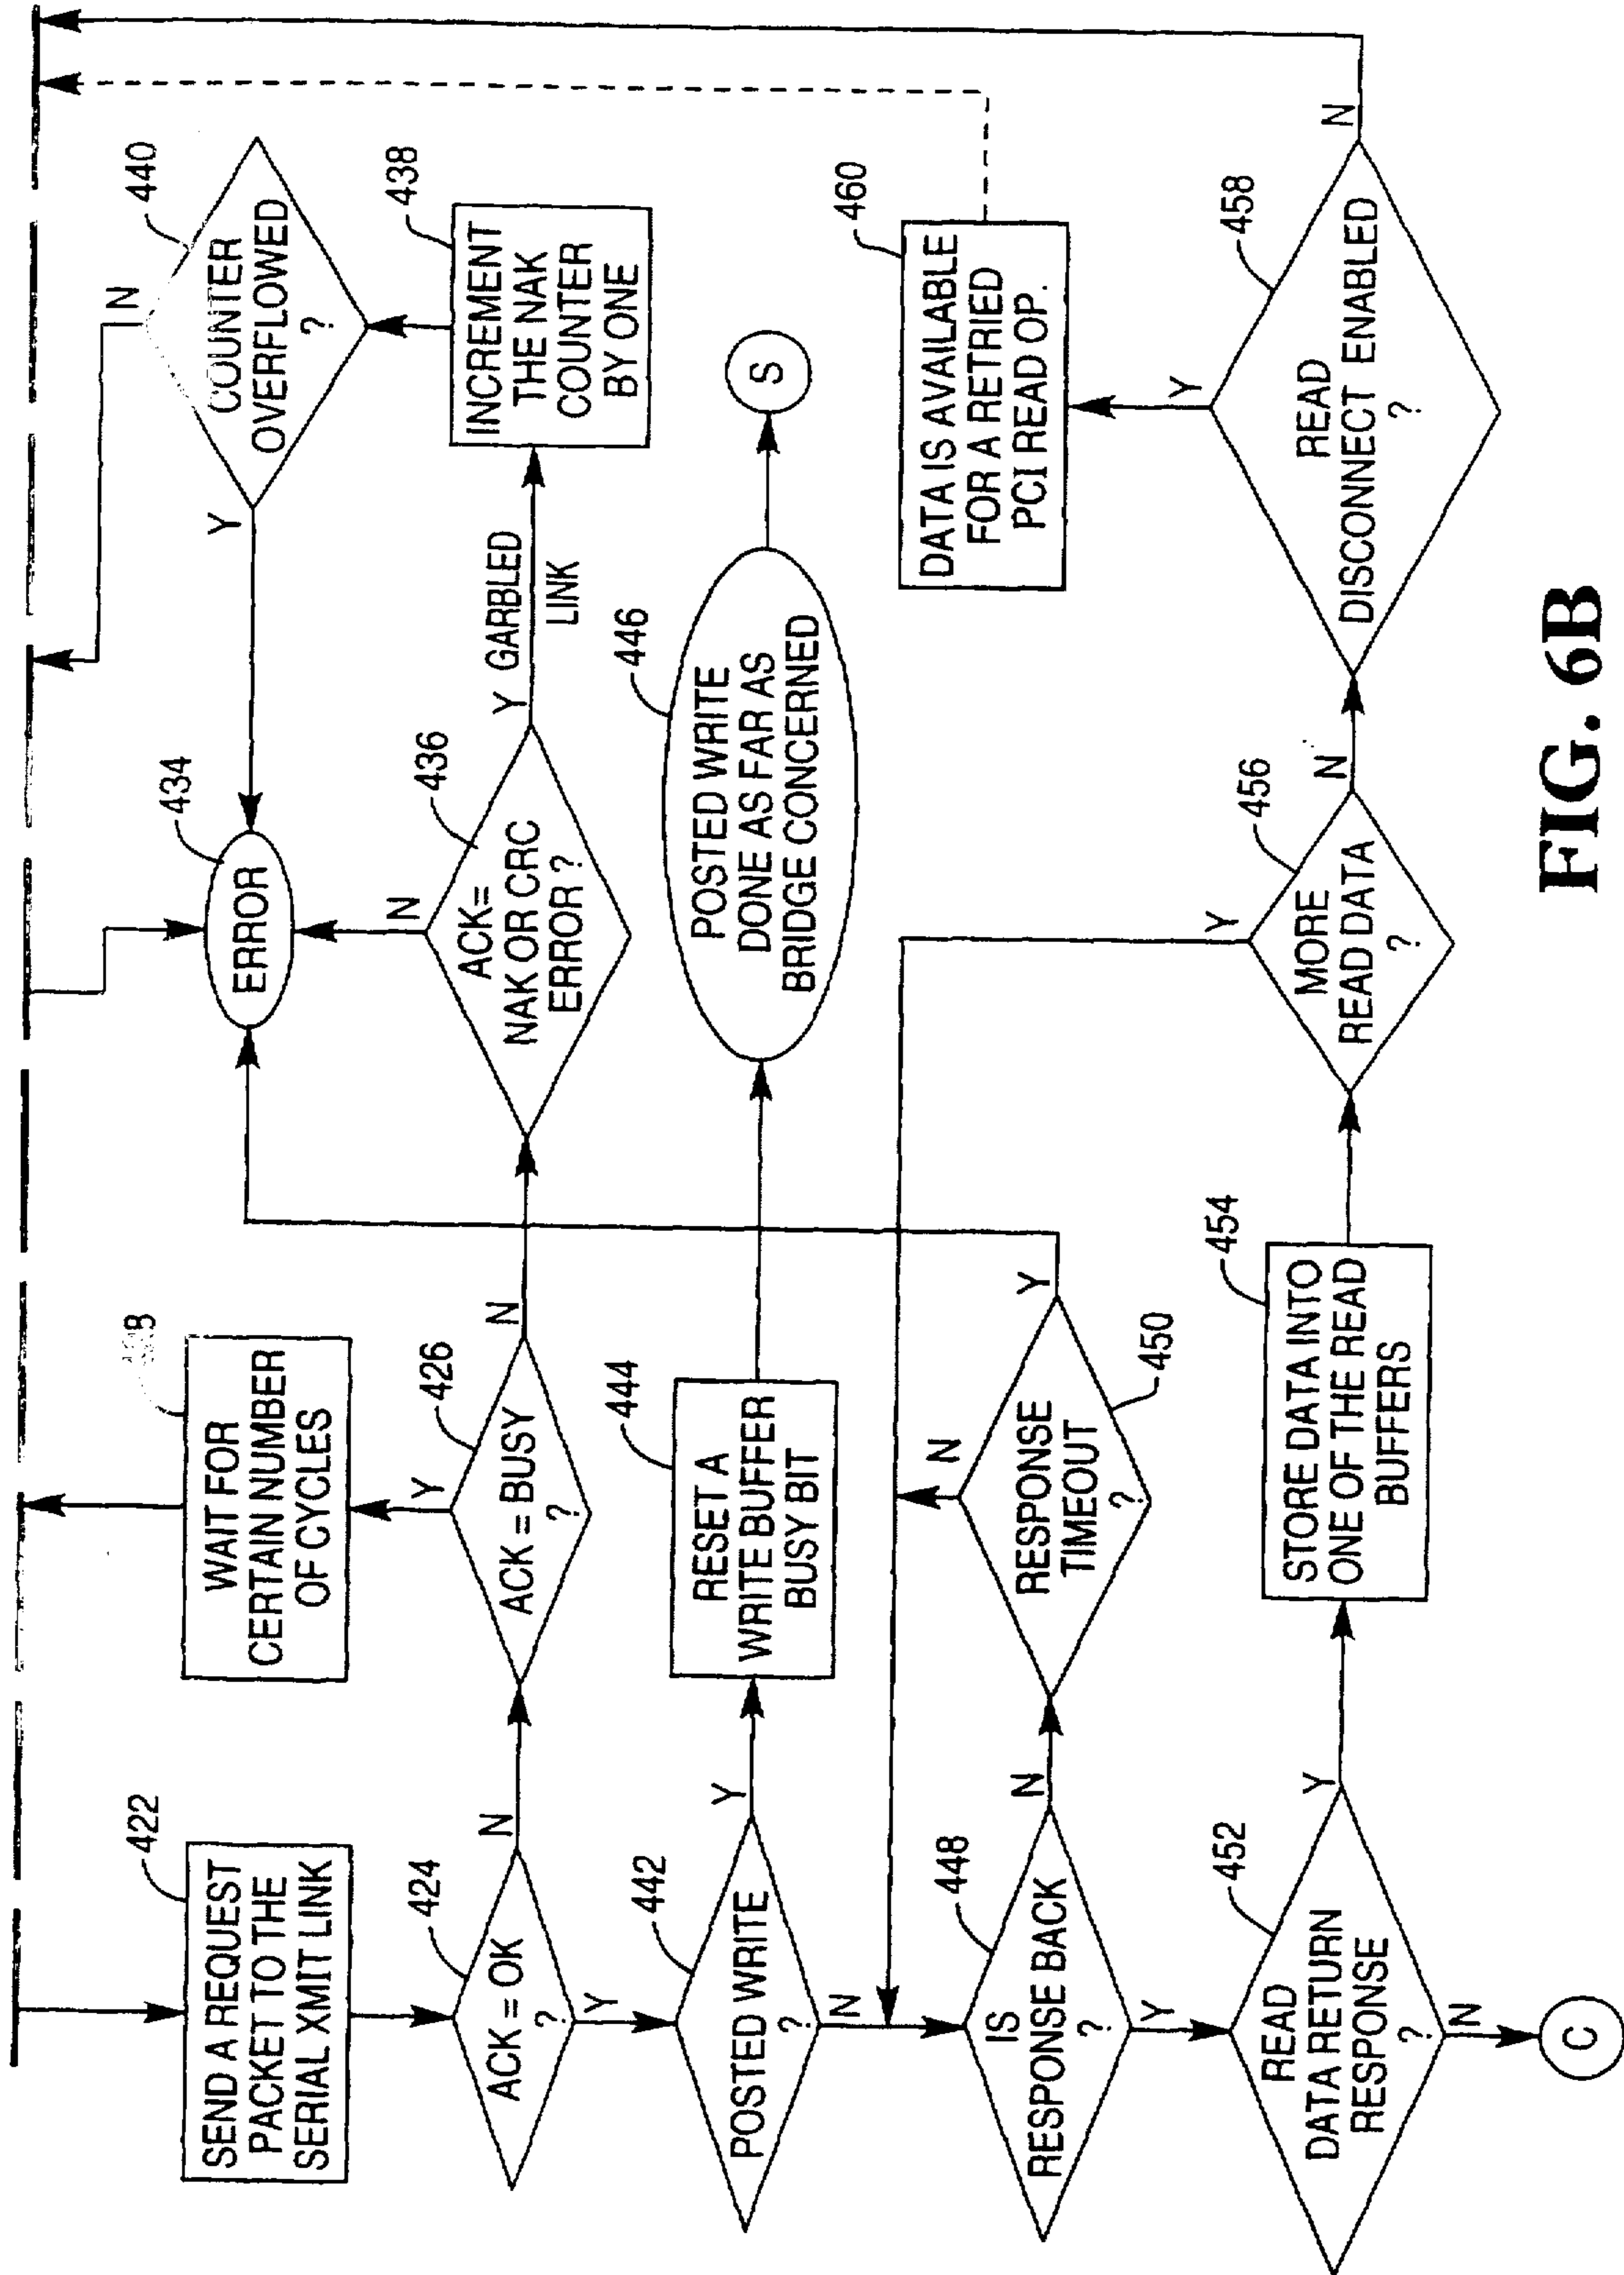 SEND A REQUEST
PACKET TO THE
SERIAL XMIT LINK
422
WAIT FOR
CERTAIN NUMBER
OF CYCLES
ERROR
434
COUNTER
OVERFLOWED
?
440
Y
N
ACK = OK
?
424
N
Y
ACK = BUSY
?
426
Y
N
ACK=
NAK OR CRC
ERROR ?
436
N
Y GARBLED
LINK
INCREMENT
THE NAK
COUNTER
BY ONE
438
POSTED WRITE
?
442
Y
N
RESET A
WRITE BUFFER
BUSY BIT
444
POSTED WRITE
DONE AS FAR AS
BRIDGE CONCERNED
446
S
IS
RESPONSE BACK
?
448
N
Y
RESPONSE
TIMEOUT
?
450
N
Y
DATA IS AVAILABLE
FOR A RETRIED
PCI READ OP.
460
READ
DATA RETURN
RESPONSE
?
452
Y
N
STORE DATA INTO
ONE OF THE READ
BUFFERS
454
MORE
READ DATA
?
456
Y
N
READ
DISCONNECT ENABLED
?
458
Y
N
C
FIG. 6B